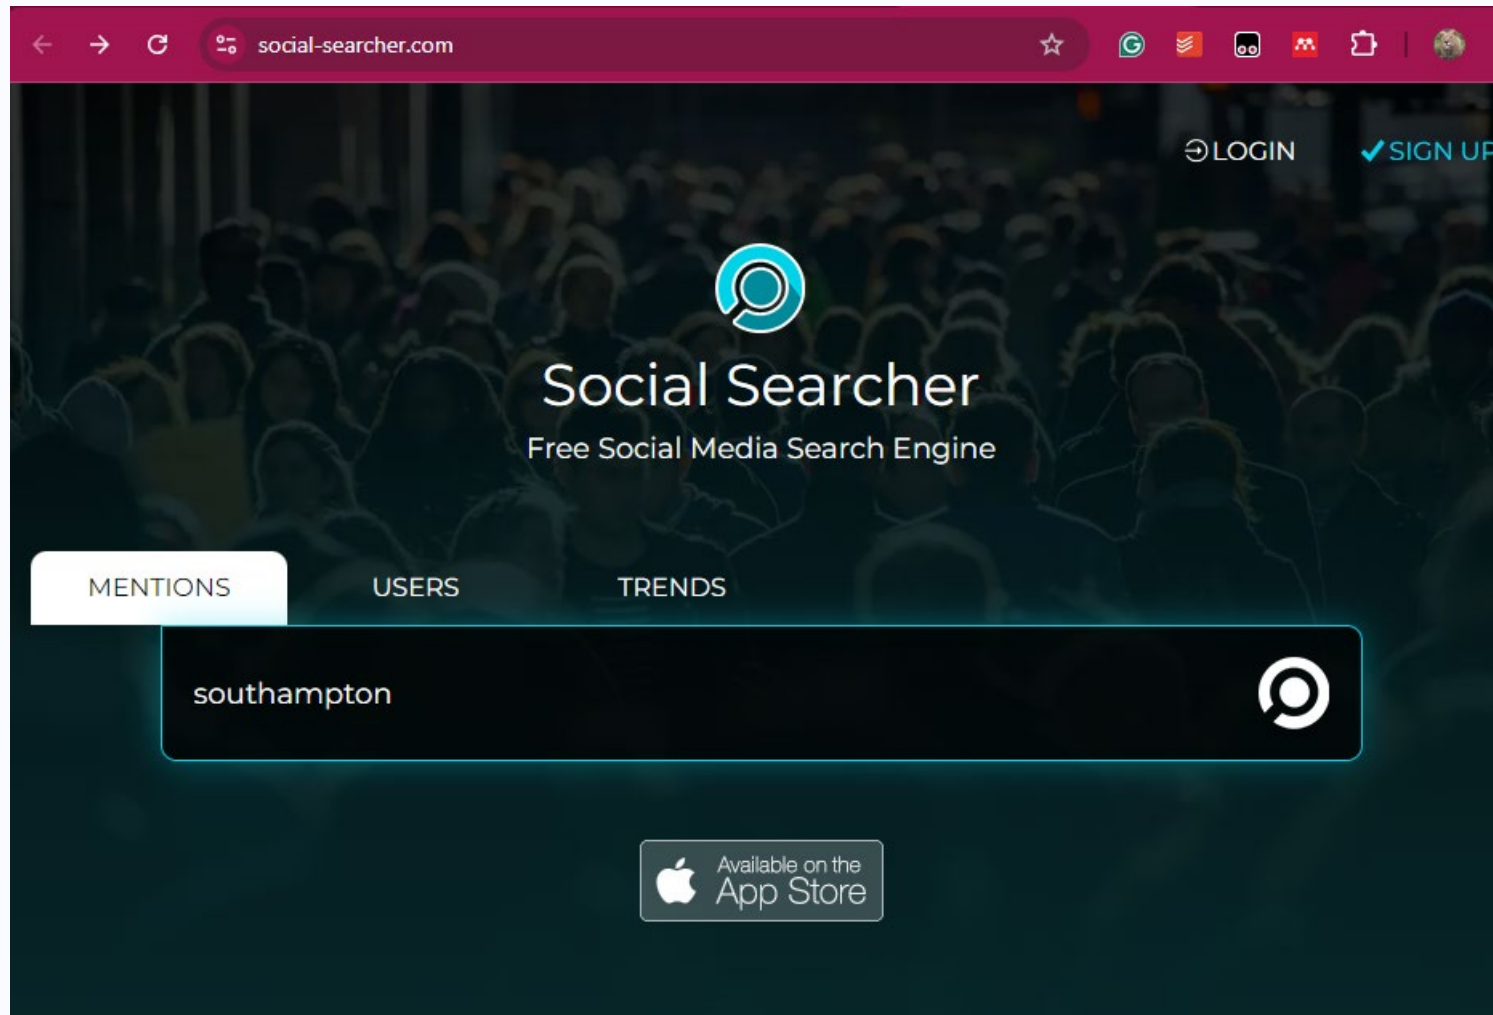 social-searcher.com
LOGIN
SIGN UP
Social Searcher
Free Social Media Search Engine
MENTIONS
USERS
TRENDS
southampton
Available on the
App Store